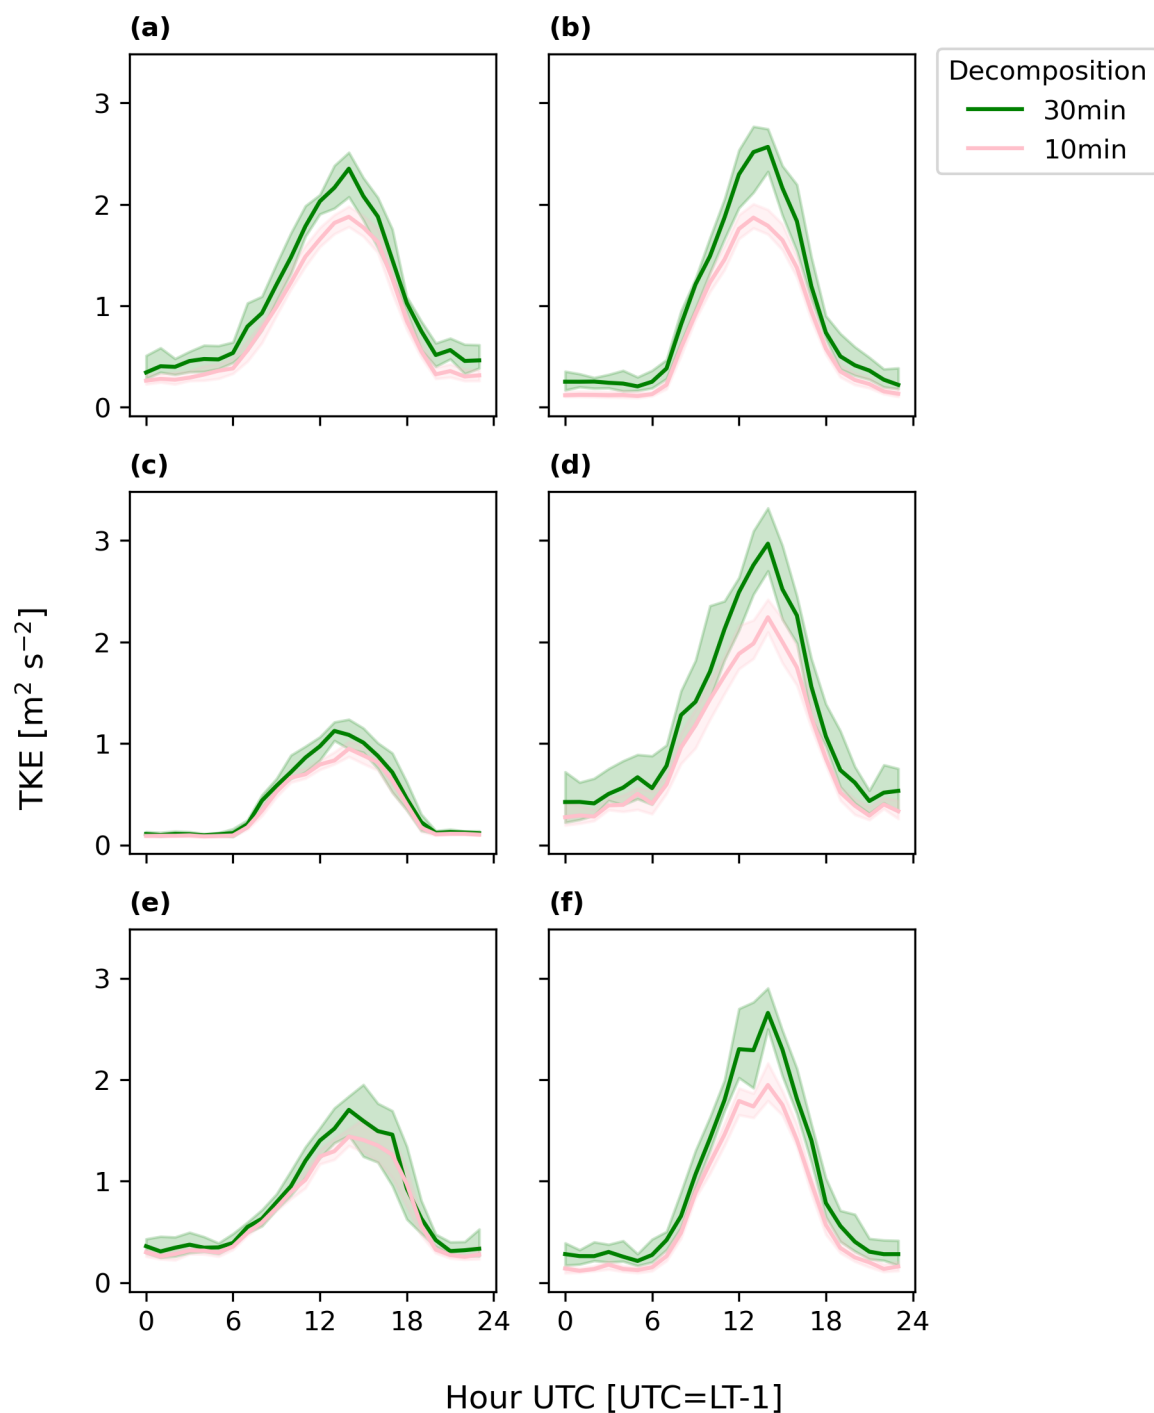 (a)
(b)
Decomposition
30min
10min
3
2
1
0
(c)
(d)
3
2
1
0
TKE [m² s⁻²]
(e)
(f)
3
2
1
0
0 6 12 18 24
0 6 12 18 24
Hour UTC [UTC=LT-1]